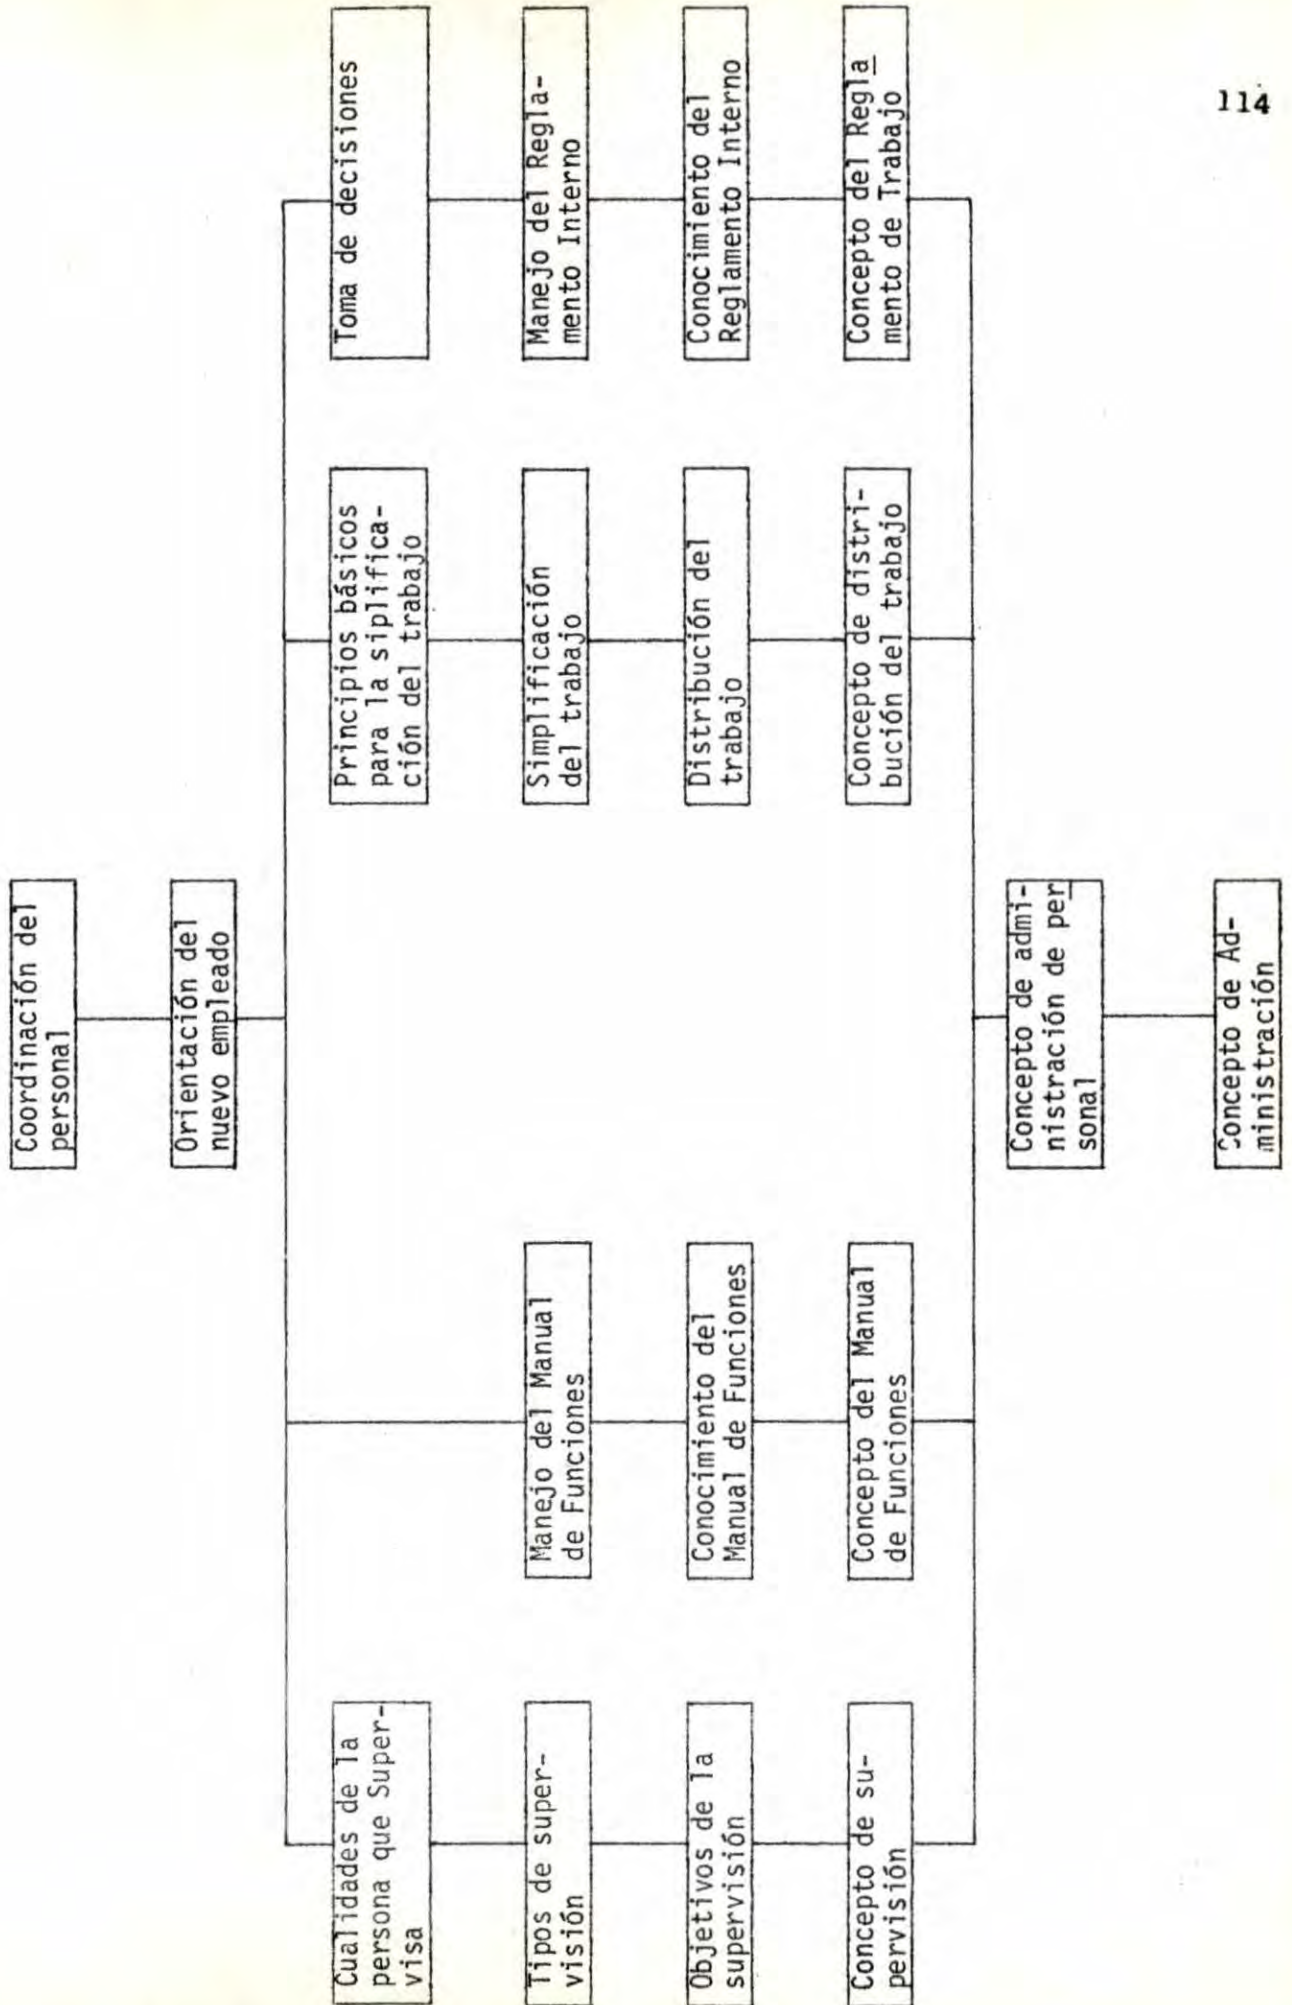 114
Coordinación del
personal
Orientación del
nuevo empleado
Cualidades de la
persona que Super-
visa
Tipos de super-
visión
Objetivos de la
supervisión
Concepto de su-
pervisión
Manejo del Manual
de Funciones
Conocimiento del
Manual de Funciones
Concepto del Manual
de Funciones
Principios básicos
para la siplifica-
ción del trabajo
Simplificación
del trabajo
Distribución del
trabajo
Concepto de distri-
bución del trabajo
Toma de decisiones
Manejo del Regla-
mento Interno
Conocimiento del
Reglamento Interno
Concepto del Regla
mento de Trabajo
Concepto de admi-
nistración de per
sonal
Concepto de Ad-
ministración